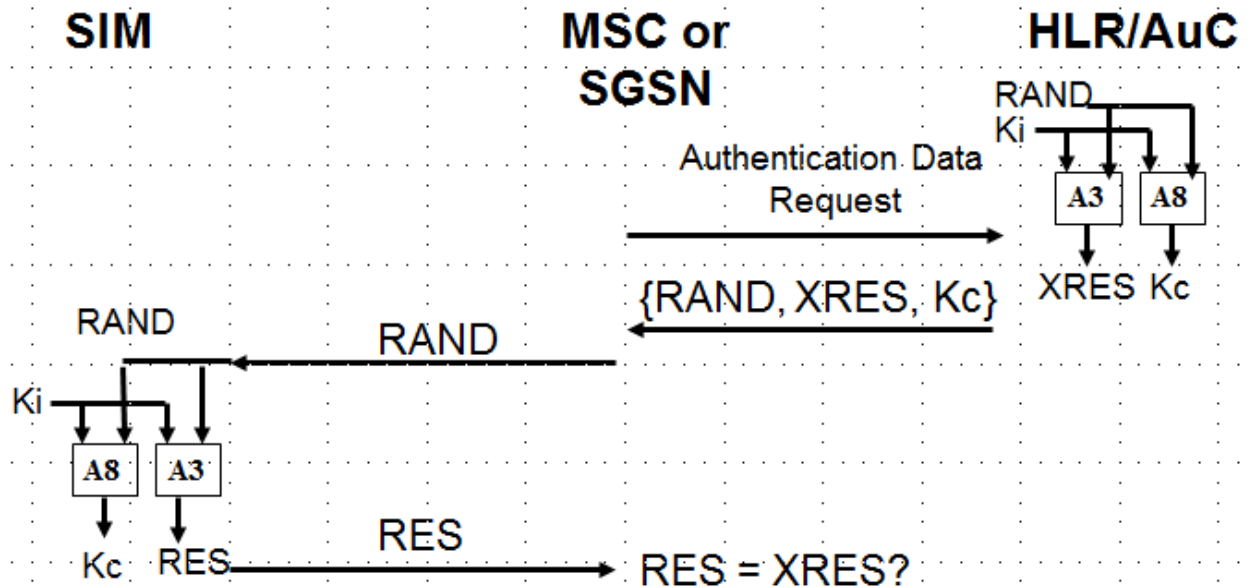 SIM
MSC or
SGSN
HLR/AuC
RAND
Ki
A3 A8
XRES Kc
Authentication Data
Request
{RAND, XRES, Kc}
RAND
RAND
Ki
A8 A3
Kc RES
RES
RES = XRES?